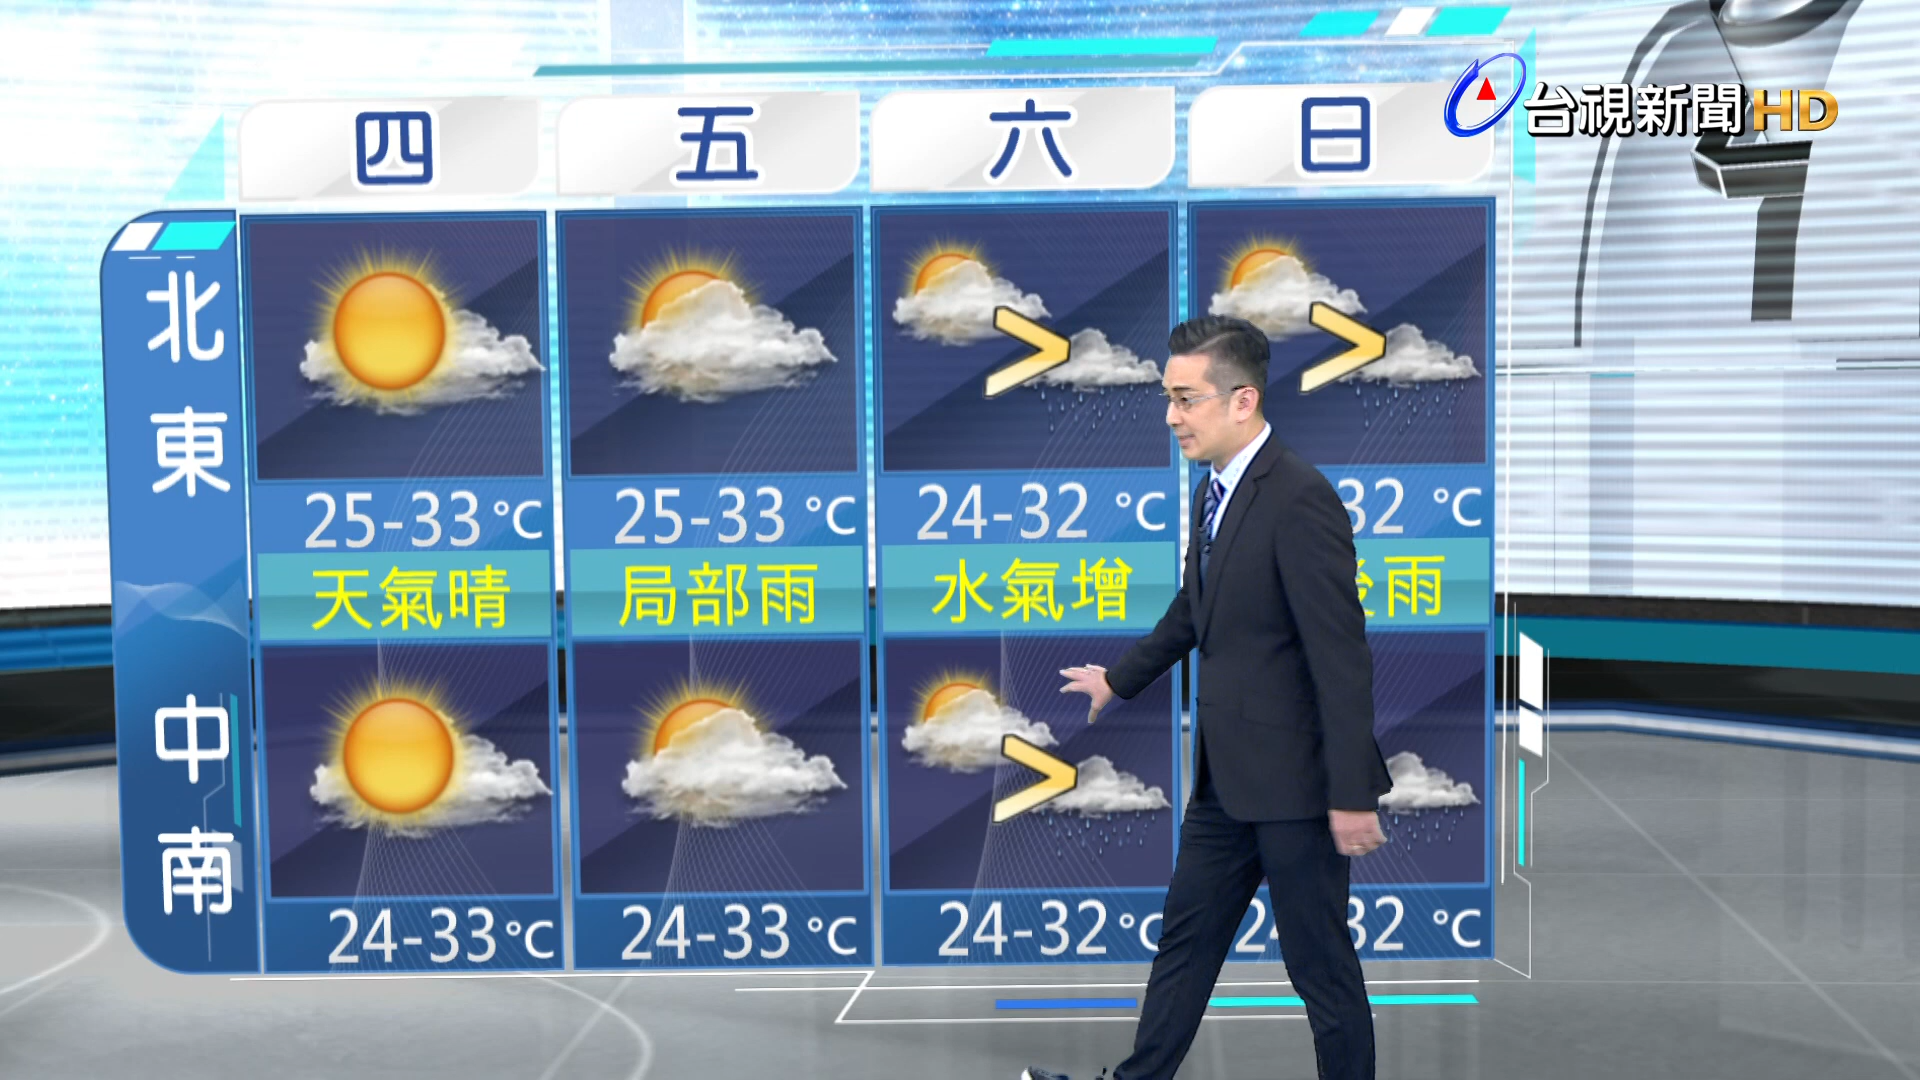 台視新聞HD
四 五 六 日
北東
25-33 °C 25-33 °C 24-32 °C 32 °C
天氣晴 局部雨 水氣增 後雨
中南
24-33 °C 24-33 °C 24-32 °C 24 32 °C